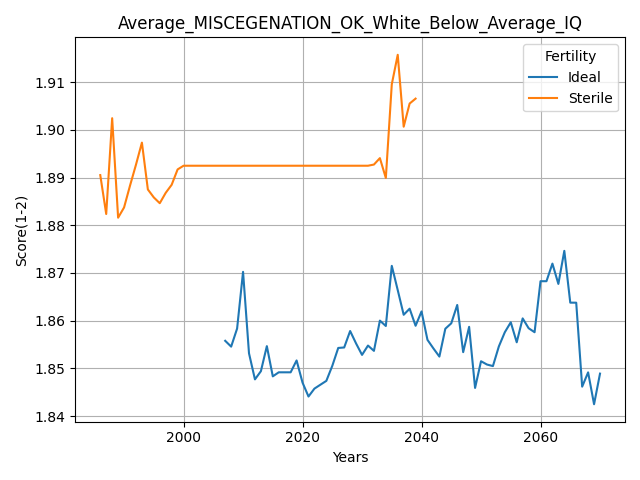 Average_MISCEGENATION_OK_White_Below_Average_IQ
Fertility
Ideal
Sterile
Score(1-2)
1.91
1.90
1.89
1.88
1.87
1.86
1.85
1.84
2000
2020
2040
2060
Years